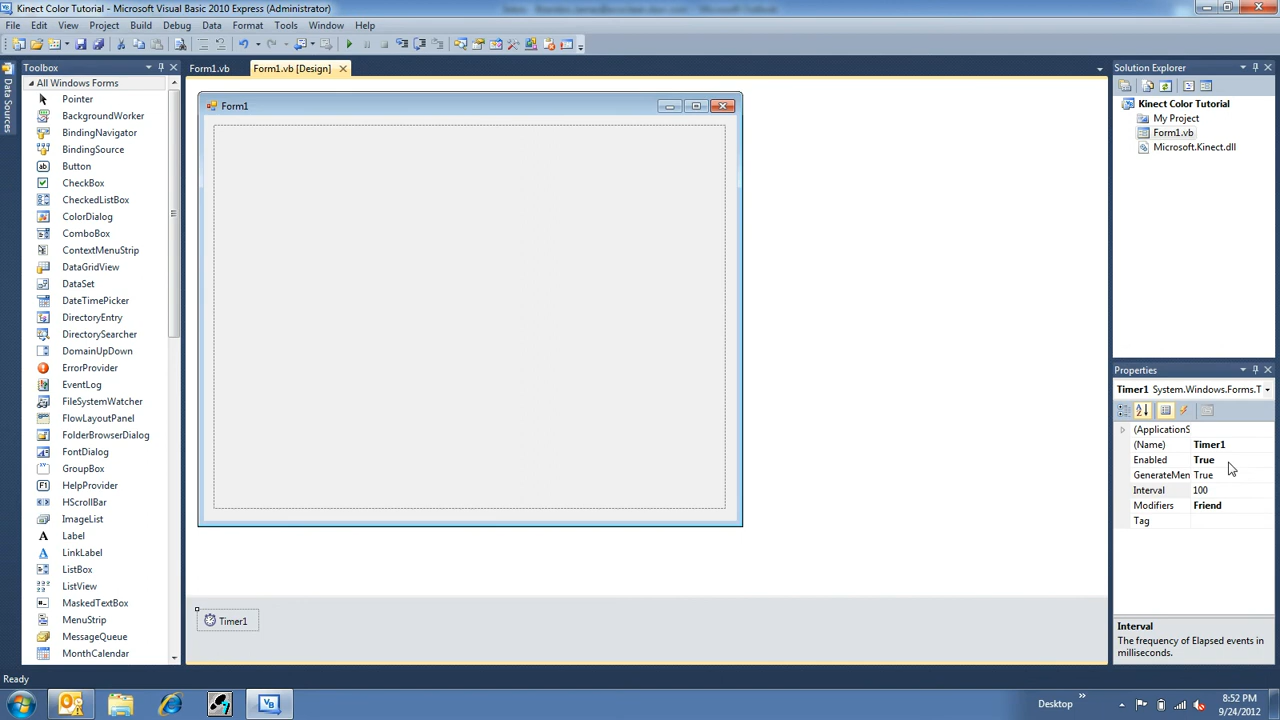 Kinect Color Tutorial - Microsoft Visual Basic 2010 Express (Administrator)
File Edit View Project Build Debug Data Format Tools Window Help
Data Sources
Toolbox
All Windows Forms
Pointer
BackgroundWorker
BindingNavigator
BindingSource
Button
CheckBox
CheckedListBox
ColorDialog
ComboBox
ContextMenuStrip
DataGridView
DataSet
DateTimePicker
DirectoryEntry
DirectorySearcher
DomainUpDown
ErrorProvider
EventLog
FileSystemWatcher
FlowLayoutPanel
FolderBrowserDialog
FontDialog
GroupBox
HelpProvider
HScrollBar
ImageList
Label
LinkLabel
ListBox
ListView
MaskedTextBox
MenuStrip
MessageQueue
MonthCalendar
Form1.vb Form1.vb [Design]
Form1
Timer1
Solution Explorer
Kinect Color Tutorial
My Project
Form1.vb
Microsoft.Kinect.dll
Properties
Timer1 System.Windows.Forms.T
(ApplicationS
(Name) Timer1
Enabled True
GenerateMen True
Interval 100
Modifiers Friend
Tag
Interval
The frequency of Elapsed events in
milliseconds.
Ready
Desktop
8:52 PM
9/24/2012